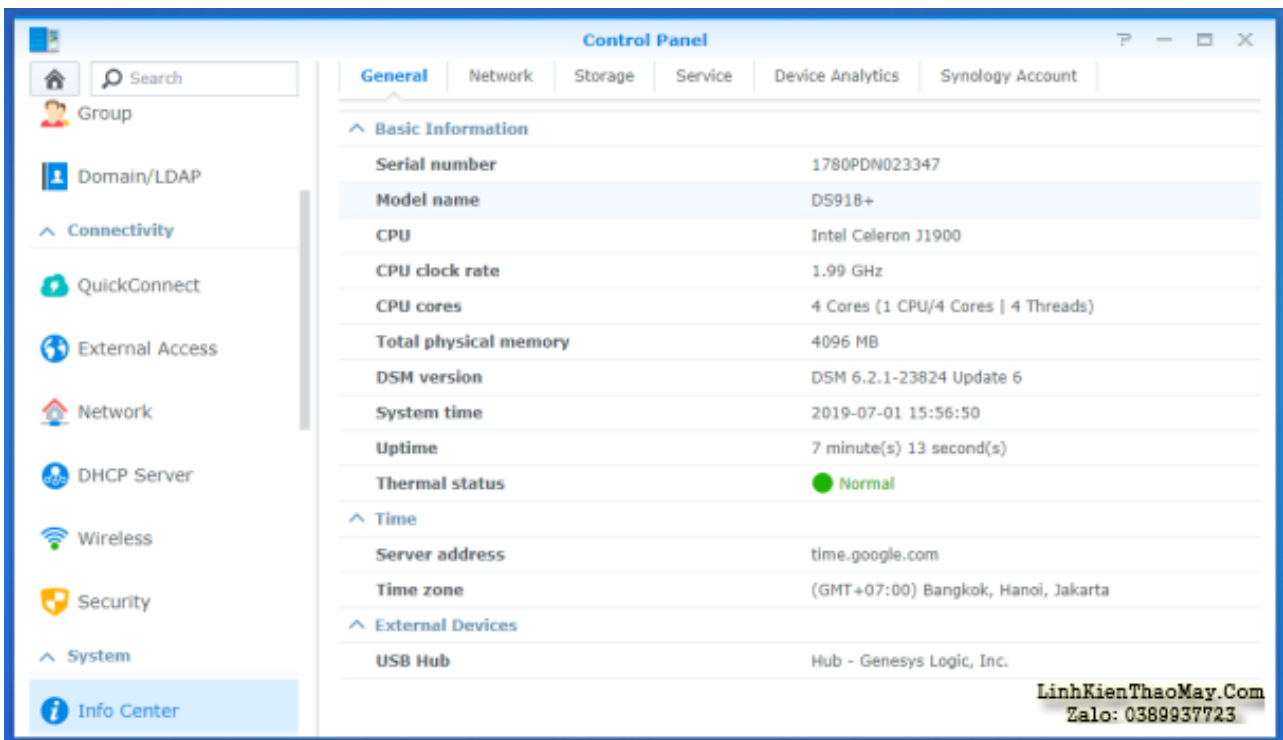 Control Panel
Search
General Network Storage Service Device Analytics Synology Account
Group
Domain/LDAP
Connectivity
QuickConnect
External Access
Network
DHCP Server
Wireless
Security
System
Info Center
Basic Information
Serial number 1780PDN023347
Model name DS918+
CPU Intel Celeron J1900
CPU clock rate 1.99 GHz
CPU cores 4 Cores (1 CPU/4 Cores | 4 Threads)
Total physical memory 4096 MB
DSM version DSM 6.2.1-23824 Update 6
System time 2019-07-01 15:56:50
Uptime 7 minute(s) 13 second(s)
Thermal status Normal
Time
Server address time.google.com
Time zone (GMT+07:00) Bangkok, Hanoi, Jakarta
External Devices
USB Hub Hub - Genesys Logic, Inc.
LinhKienThaoMay.Com
Zalo: 0389937723